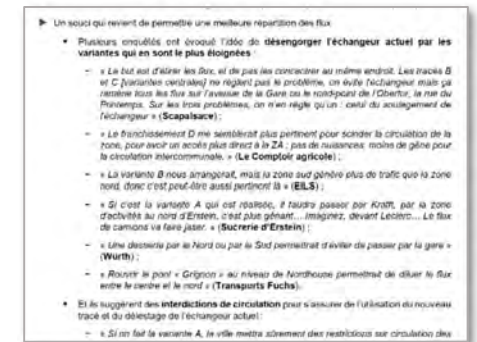 ► Un souci qui revient de permettre une meilleure répartition des flux
▪ Plusieurs enquêtés ont évoqué l'idée de désengorger l'échangeur actuel par les
variantes qui en sont le plus éloignées :
– « Le but est d'étirer les flux, et de pas les concentrer au même endroit. Les tracés B
et C [variantes centrales] ne règlent pas le problème, on évite l'échangeur mais ça
ramène tous les flux sur l'avenue de la Gare ou le rond-point de l'Oberfor, la rue du
Printemps. Sur les trois problèmes, on n'en règle qu'un : celui du soulagement de
l'échangeur » (Scapalsace) ;
– « Le franchissement D me semblerait plus pertinent pour scinder la circulation de la
zone, pour avoir un accès plus direct à la ZA ; pas de nuisances, moins de gêne pour
la circulation intercommunale. » (Le Comptoir agricole) ;
– « La variante B nous arrangerait, mais la zone sud génère plus de trafic que la zone
nord, donc c'est peut-être aussi pertinent là » (EILS) ;
– « Si c'est la variante A qui est réalisée, il faudra passer par Krafft, par la zone
d'activités au nord d'Erstein, c'est plus gênant… Imaginez, devant Leclerc… Le flux
de camions va faire jaser. » (Sucrerie d'Erstein) ;
– « Une desserte par le Nord ou par le Sud permettrait d'éviter de passer par la gare »
(Würth) ;
– « Rouvrir le pont « Grignon » au niveau de Nordhouse permettrait de diluer le flux
entre le centre et le nord » (Transports Fuchs).
▪ Et ils suggèrent des interdictions de circulation pour s'assurer de l'utilisation du nouveau
tracé et du délestage de l'échangeur actuel :
– « Si on fait la variante A, la ville mettra sûrement des restrictions sur circulation des